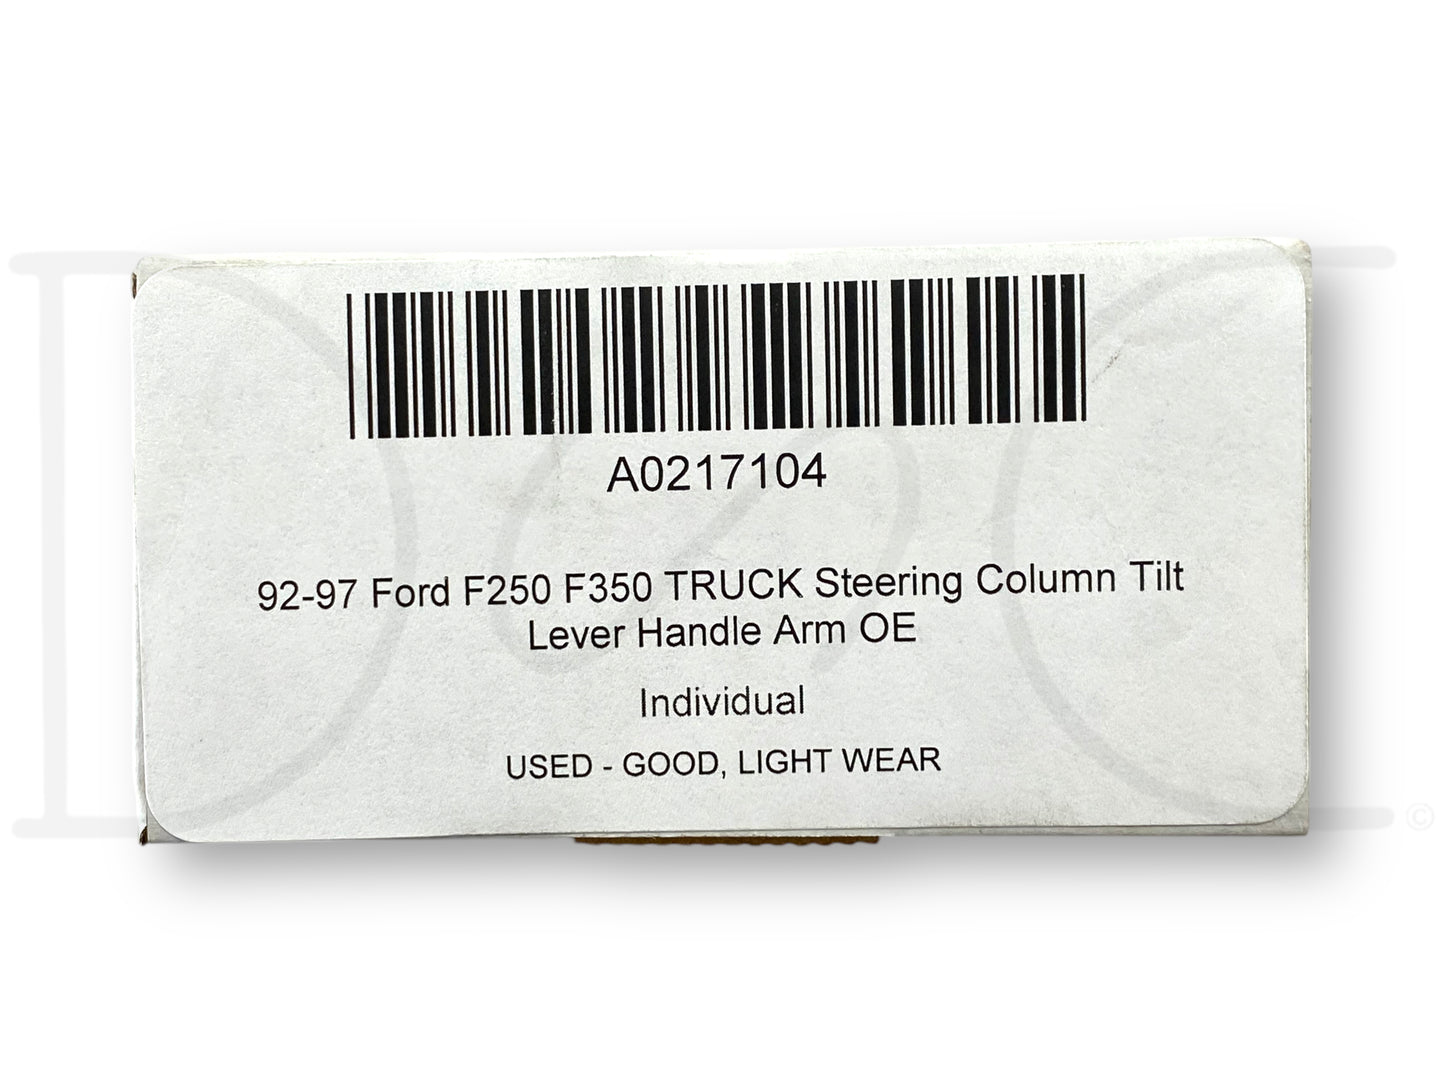 A0217104
92-97 Ford F250 F350 TRUCK Steering Column Tilt
Lever Handle Arm OE
Individual
USED - GOOD, LIGHT WEAR
©